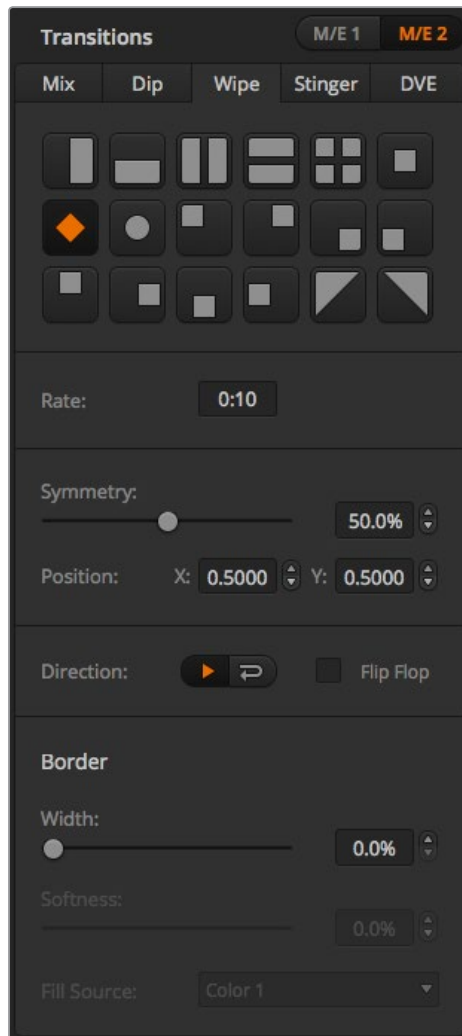 Transitions M/E 1 M/E 2
Mix Dip Wipe Stinger DVE
Rate: 0:10
Symmetry:
50.0%
Position: X: 0.5000 Y: 0.5000
Direction: Flip Flop
Border
Width:
0.0%
Softness:
0.0%
Fill Source: Color 1